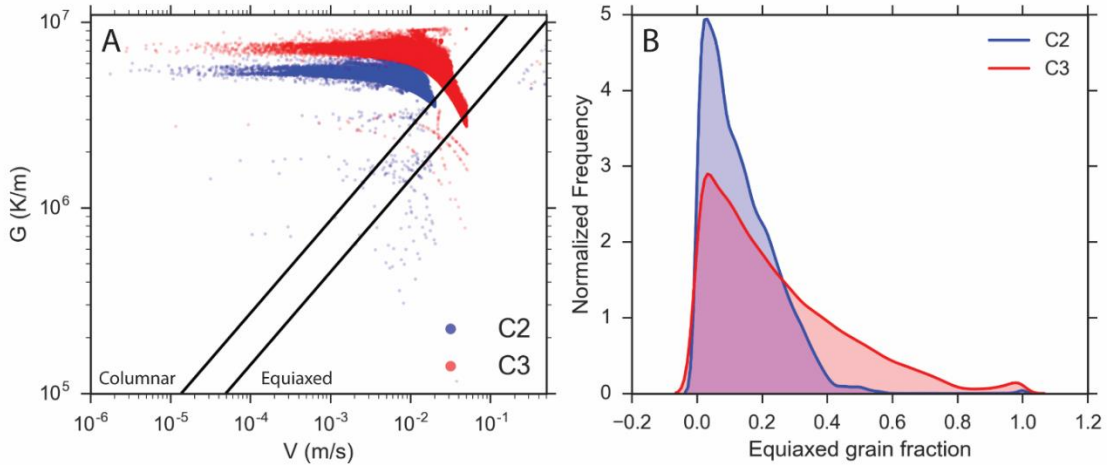 A
10^7
10^6
10^5
G (K/m)
Columnar
Equiaxed
C2
C3
10^-6
10^-5
10^-4
10^-3
10^-2
10^-1
V (m/s)
B
5
4
3
2
1
0
Normalized Frequency
C2
C3
−0.2
0.0
0.2
0.4
0.6
0.8
1.0
1.2
Equiaxed grain fraction